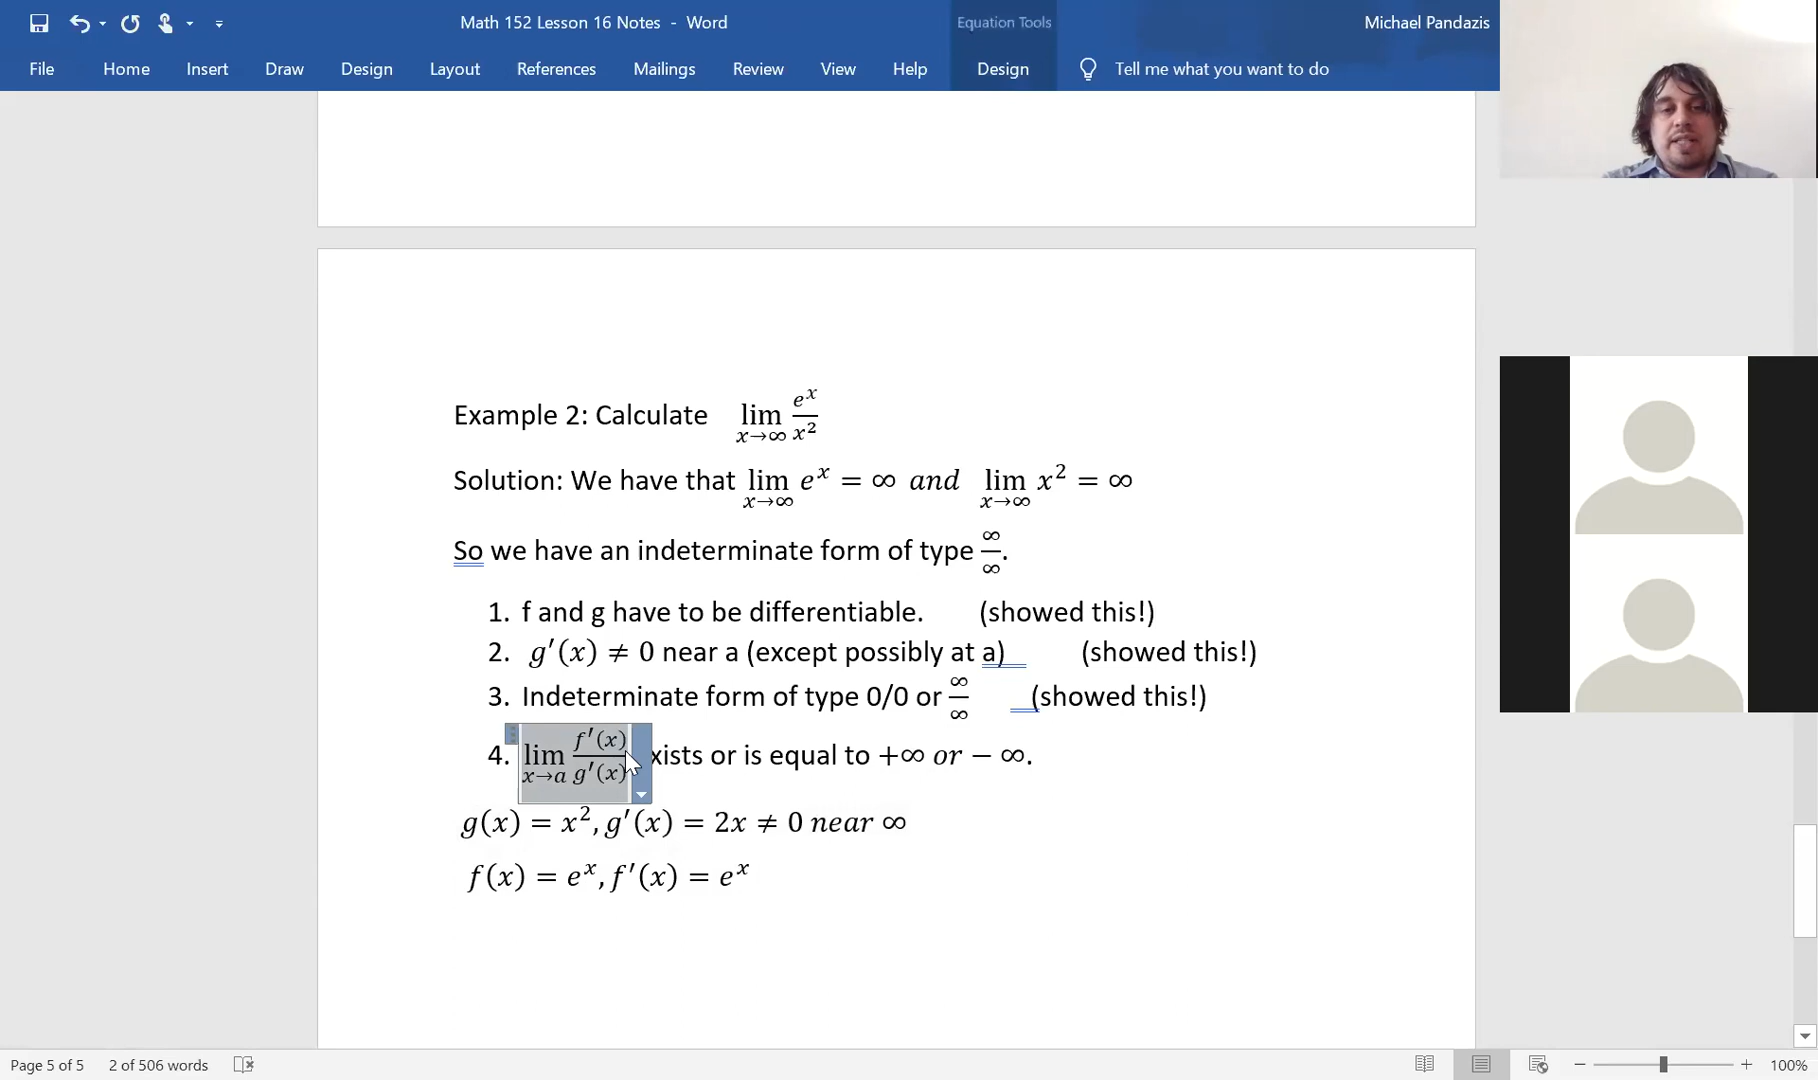 Math 152 Lesson 16 Notes - Word
Equation Tools
Michael Pandazis
File Home Insert Draw Design Layout References Mailings Review View Help Design Tell me what you want to do
Example 2: Calculate lim x→∞ e^x/x^2
Solution: We have that lim x→∞ e^x = ∞ and lim x→∞ x^2 = ∞
So we have an indeterminate form of type ∞/∞.
1. f and g have to be differentiable. (showed this!)
2. g′(x) ≠ 0 near a (except possibly at a) (showed this!)
3. Indeterminate form of type 0/0 or ∞/∞ (showed this!)
4. lim x→a f′(x)/g′(x) xists or is equal to +∞ or − ∞.
g(x) = x^2, g′(x) = 2x ≠ 0 near ∞
f(x) = e^x, f′(x) = e^x
Page 5 of 5 2 of 506 words 100%